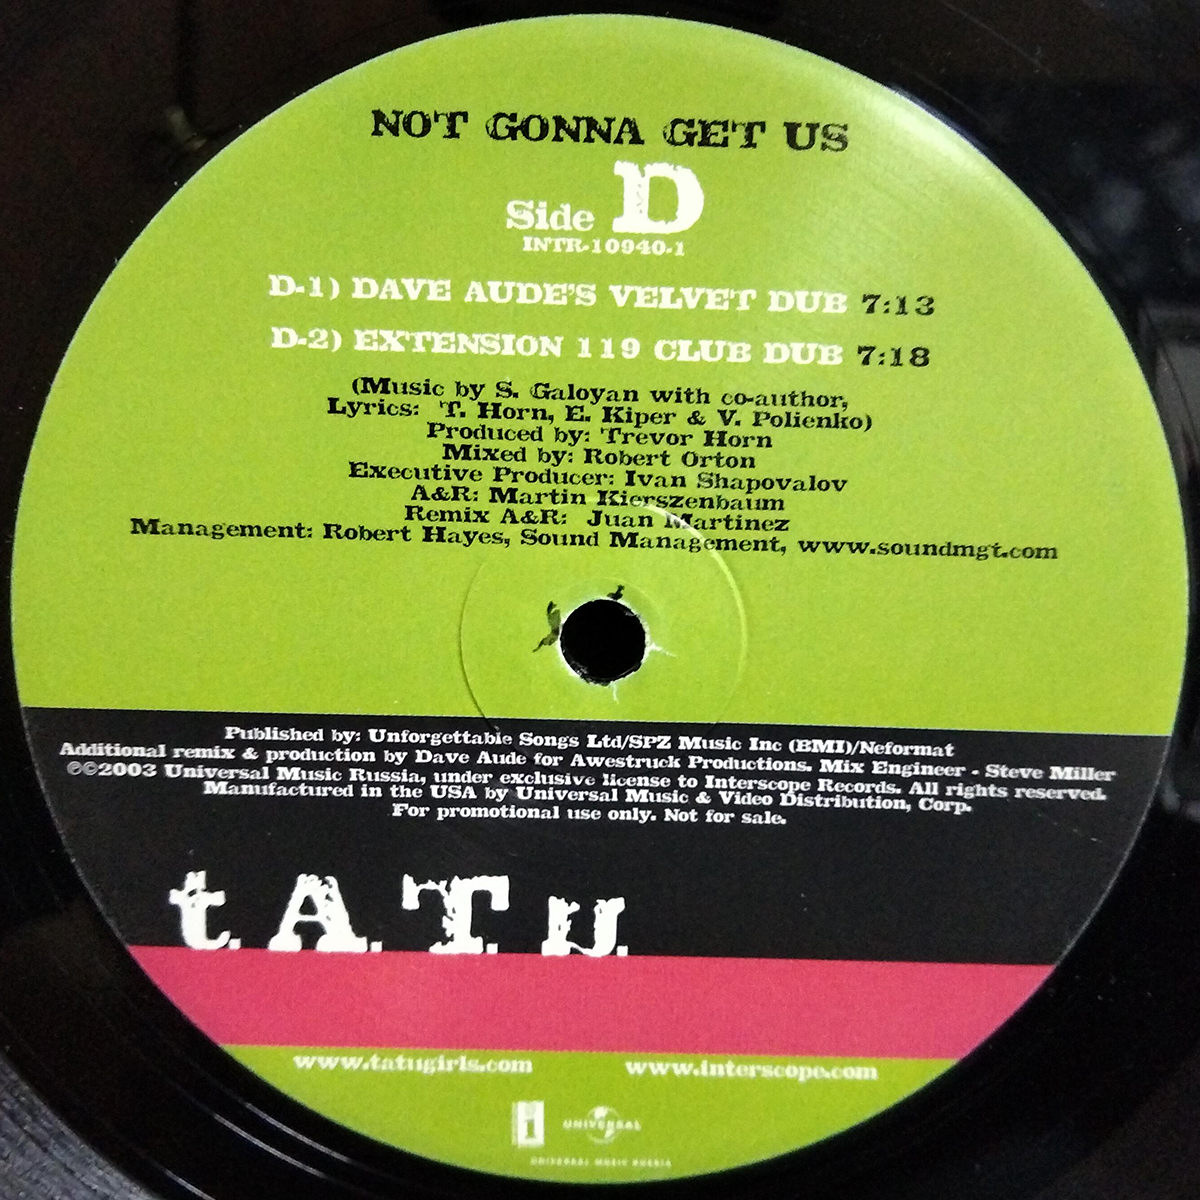 NOT GONNA GET US
Side D
INTR-10940-1
D-1) DAVE AUDE'S VELVET DUB 7:13
D-2) EXTENSION 119 CLUB DUB 7:18
(Music by S. Galoyan with co-author,
Lyrics: T. Horn, E. Kiper & V. Polienko)
Produced by: Trevor Horn
Mixed by: Robert Orton
Executive Producer: Ivan Shapovalov
A&R: Martin Kierszenbaum
Remix A&R: Juan Martinez
Management: Robert Hayes, Sound Management, www.soundmgt.com
Published by: Unforgettable Songs Ltd/SPZ Music Inc (BMI)/Neformat
Additional remix & production by Dave Aude for Awestruck Productions. Mix Engineer - Steve Miller
℗©2003 Universal Music Russia, under exclusive license to Interscope Records. All rights reserved.
Manufactured in the USA by Universal Music & Video Distribution, Corp.
For promotional use only. Not for sale.
t.A.T.u.
www.tatugirls.com www.interscope.com
i UNIVERSAL
UNIVERSAL MUSIC RUSSIA